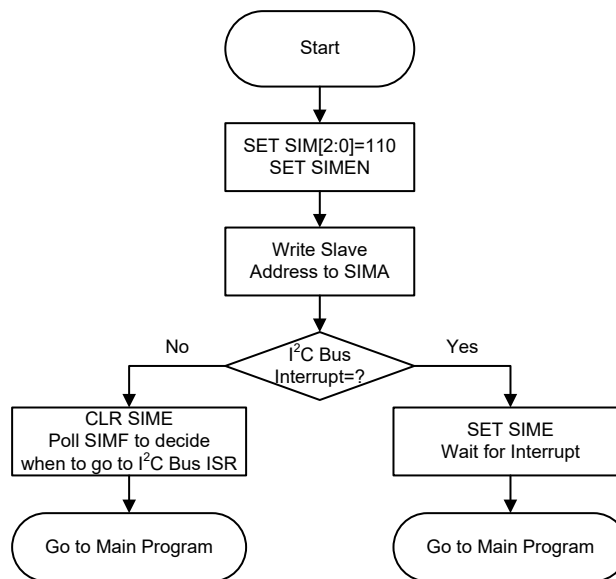 Start
SET SIM[2:0]=110
SET SIMEN
Write Slave
Address to SIMA
No
I²C Bus
Interrupt=?
Yes
CLR SIME
Poll SIMF to decide
when to go to I²C Bus ISR
SET SIME
Wait for Interrupt
Go to Main Program
Go to Main Program